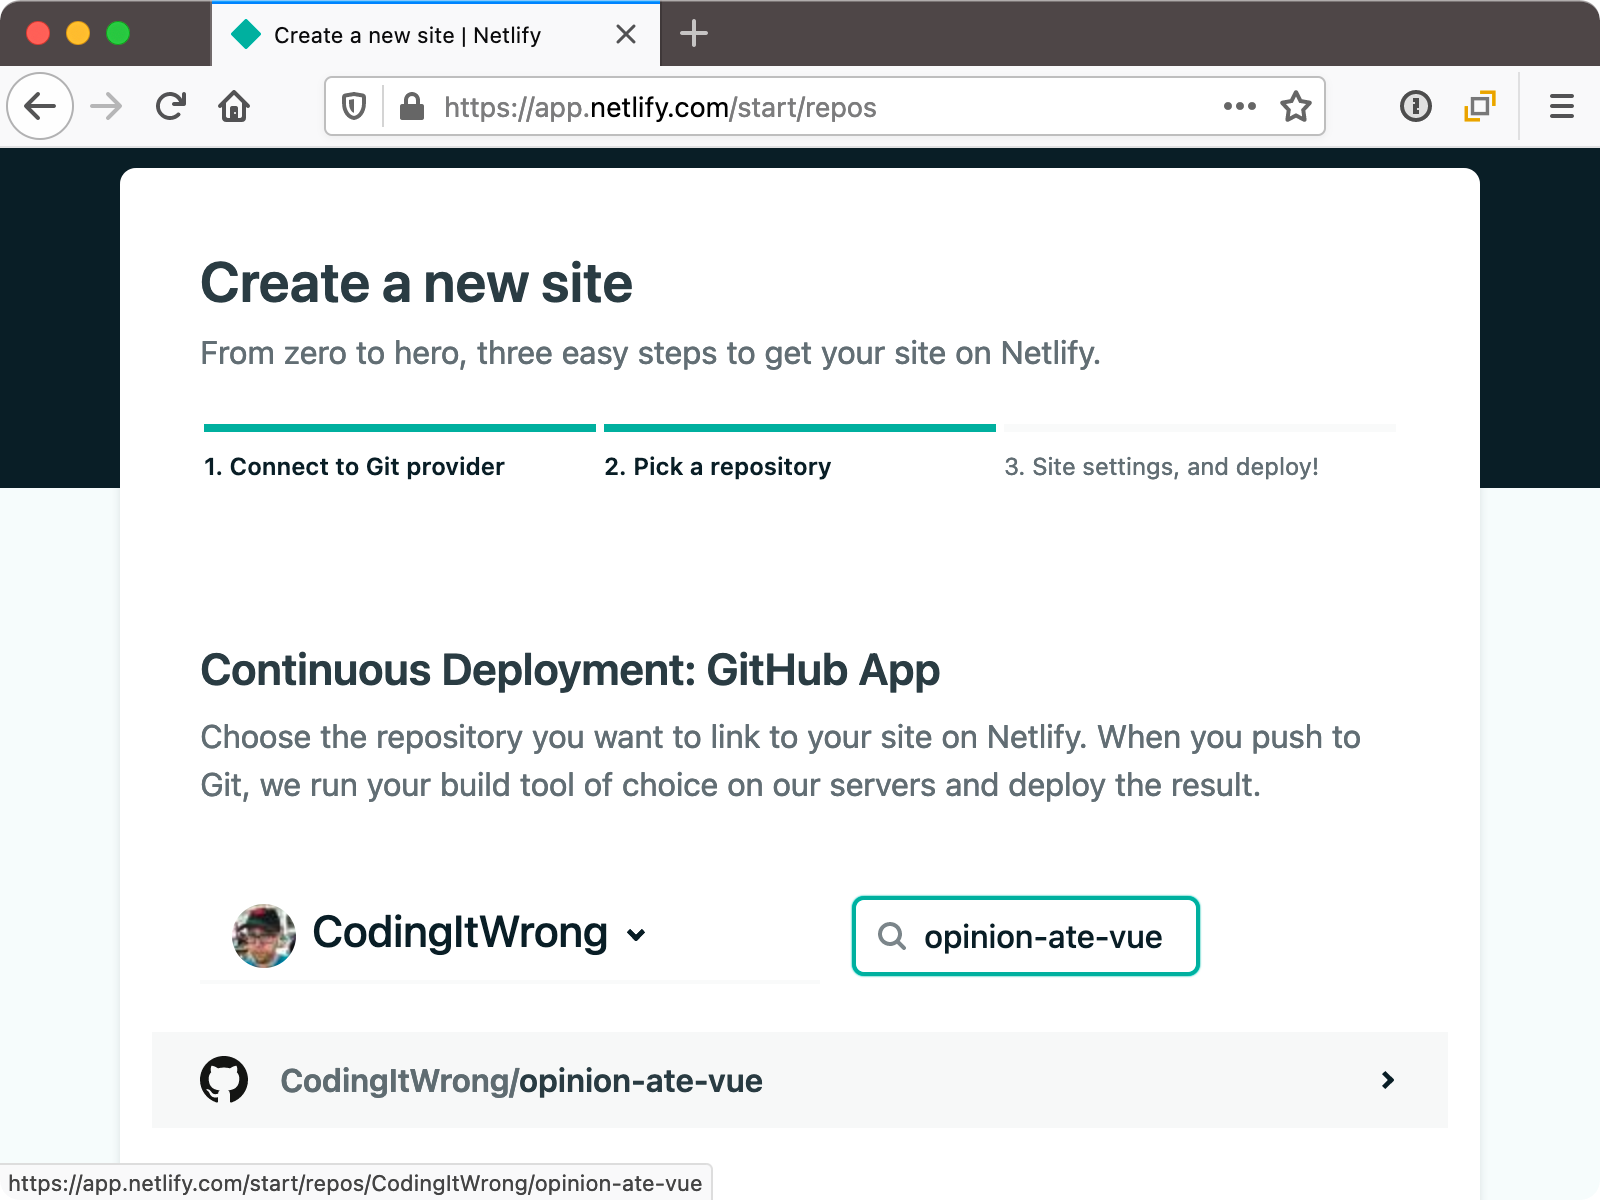 Create a new site | Netlify
https://app.netlify.com/start/repos
Create a new site
From zero to hero, three easy steps to get your site on Netlify.
1. Connect to Git provider
2. Pick a repository
3. Site settings, and deploy!
Continuous Deployment: GitHub App
Choose the repository you want to link to your site on Netlify. When you push to
Git, we run your build tool of choice on our servers and deploy the result.
CodingItWrong
opinion-ate-vue
CodingItWrong/opinion-ate-vue
https://app.netlify.com/start/repos/CodingItWrong/opinion-ate-vue